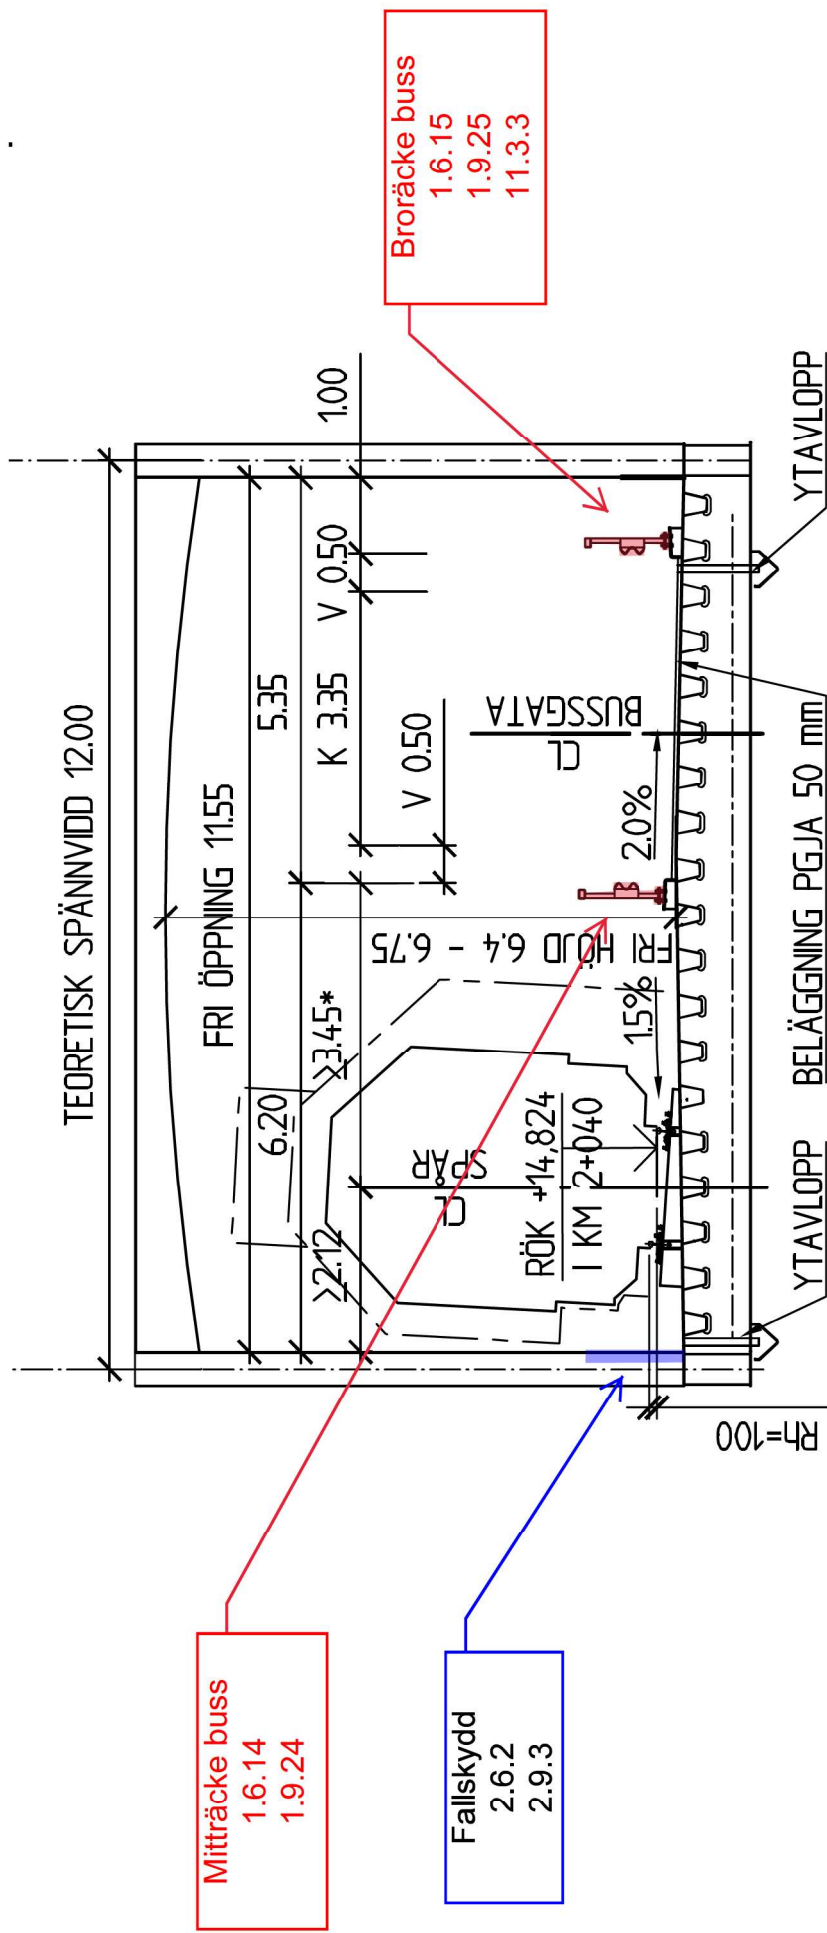 TEORETISK SPÄNNVIDD 12.00
FRI ÖPPNING 11.55
6.20
5.35
≥2.12
≥3.45*
K 3.35
V 0.50
1.00
V 0.50
CL
SPÅR
CL
BUSSGATA
FRI HÖJD 6.4 - 6.75
RÖK +14,824
I KM 2+040
1.5%
2.0%
Rh=100
YTAVLOPP
BELÄGGNING PGJA 50 mm
YTAVLOPP
Mitträcke buss
1.6.14
1.9.24
Fallskydd
2.6.2
2.9.3
Broräcke buss
1.6.15
1.9.25
11.3.3